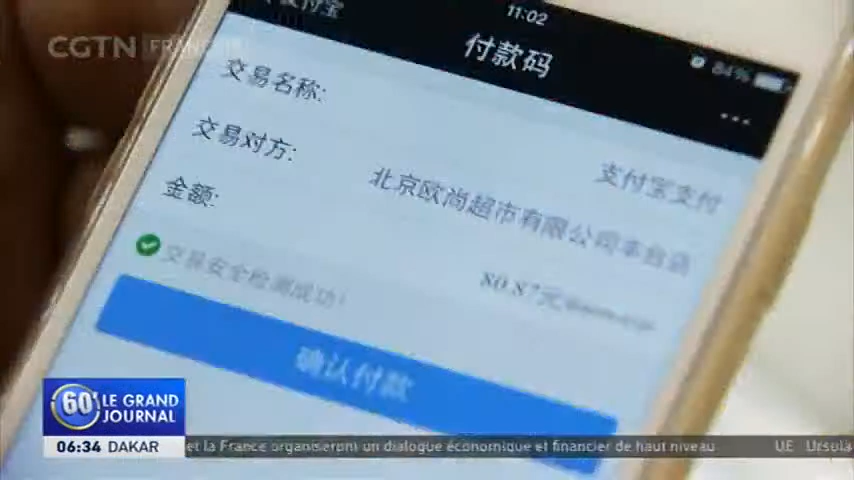 11:02
CGTN FRANÇAIS
付款码
84%
交易名称:
支付宝支付
交易对方:
北京欧尚超市有限公司丰台店
金额:
80.87元
交易安全检测成功!
确认付款
60' LE GRAND JOURNAL
06:34 DAKAR
et la France organiseront un dialogue économique et financier de haut niveau
UE Ursula